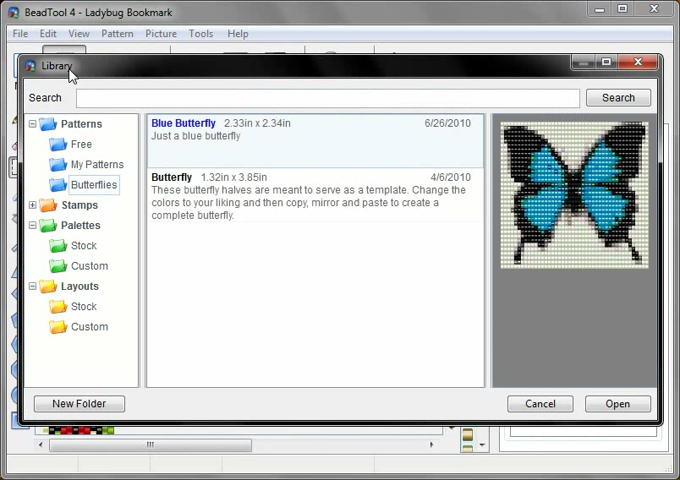 BeadTool 4 - Ladybug Bookmark
File Edit View Pattern Picture Tools Help
Library
Search Search
Patterns
Free
My Patterns
Butterflies
Stamps
Palettes
Stock
Custom
Layouts
Stock
Custom
Blue Butterfly 2.33in x 2.34in 6/26/2010
Just a blue butterfly
Butterfly 1.32in x 3.85in 4/6/2010
These butterfly halves are meant to serve as a template. Change the
colors to your liking and then copy, mirror and paste to create a
complete butterfly.
New Folder Cancel Open